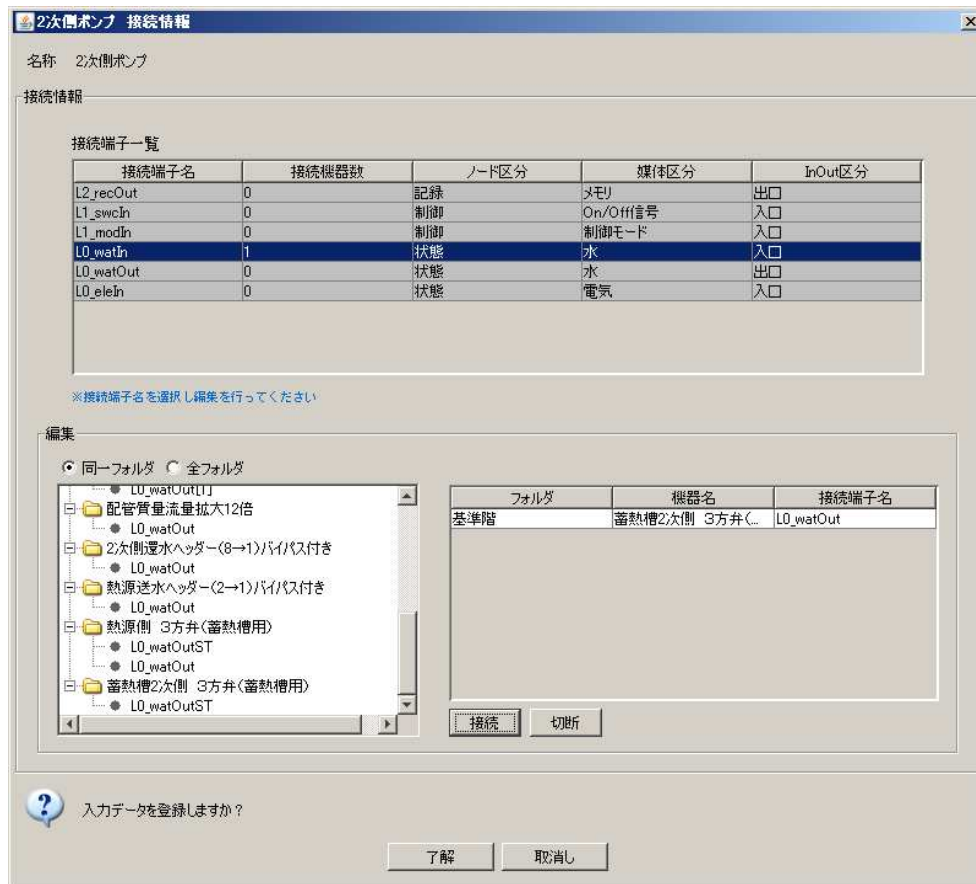 2次側ポンプ 接続情報
名称 2次側ポンプ
接続情報
接続端子一覧
接続端子名 接続機器数 ノード区分 媒体区分 InOut区分
L2_recOut 0 記録 メモリ 出口
L1_swcIn 0 制御 On/Off信号 入口
L1_modIn 0 制御 制御モード 入口
L0_watIn 1 状態 水 入口
L0_watOut 0 状態 水 出口
L0_eleIn 0 状態 電気 入口
※接続端子名を選択し編集を行ってください
編集
同一フォルダ 全フォルダ
L0_watOut[1]
配管質量流量拡大12倍
L0_watOut
2次側還水ヘッダー(8→1)バイパス付き
L0_watOut
熱源送水ヘッダー(2→1)バイパス付き
L0_watOut
熱源側 3方弁(蓄熱槽用)
L0_watOutST
L0_watOut
蓄熱槽2次側 3方弁(蓄熱槽用)
L0_watOutST
フォルダ 機器名 接続端子名
基準階 蓄熱槽2次側 3方弁(... L0_watOut
接続 切断
入力データを登録しますか?
了解 取消し